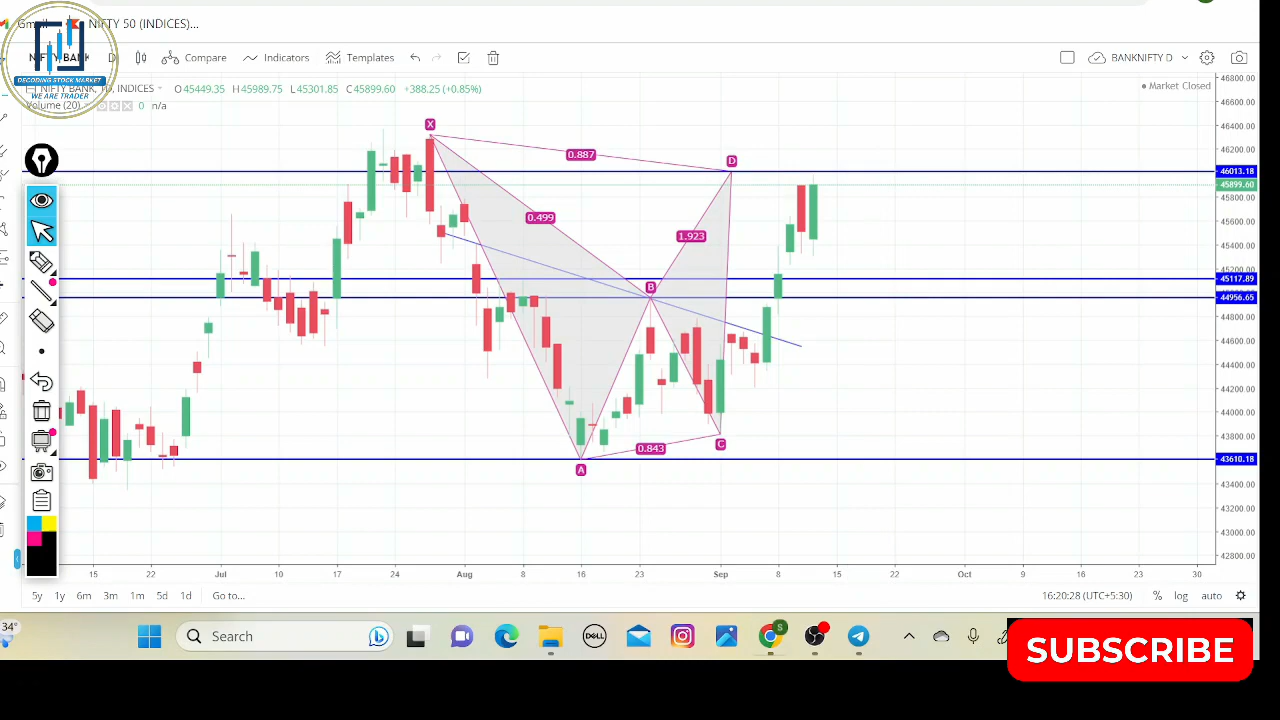 Gmail
NIFTY 50 (INDICES)...
NIFTY BANK
D
Compare
Indicators
Templates
BANKNIFTY D
DECODING STOCK MARKET
WE ARE TRADER
NIFTY BANK, 1D, INDICES
O45449.35 H45989.75 L45301.85 C45899.60 +388.25 (+0.85%)
Market Closed
Volume (20)
0 n/a
46800.00
46600.00
46400.00
46200.00
46013.18
45899.60
45800.00
45600.00
45400.00
45200.00
45117.89
44956.65
44800.00
44600.00
44400.00
44200.00
44000.00
43800.00
43610.18
43400.00
43200.00
43000.00
42800.00
X
0.887
D
0.499
1.923
B
0.843
C
A
15 22 Jul 10 17 24 Aug 8 16 23 Sep 8 15 22 Oct 9 16 23 30
5y 1y 6m 3m 1m 5d 1d Go to...
16:20:28 (UTC+5:30) % log auto
34°
Search
DELL
S
SUBSCRIBE